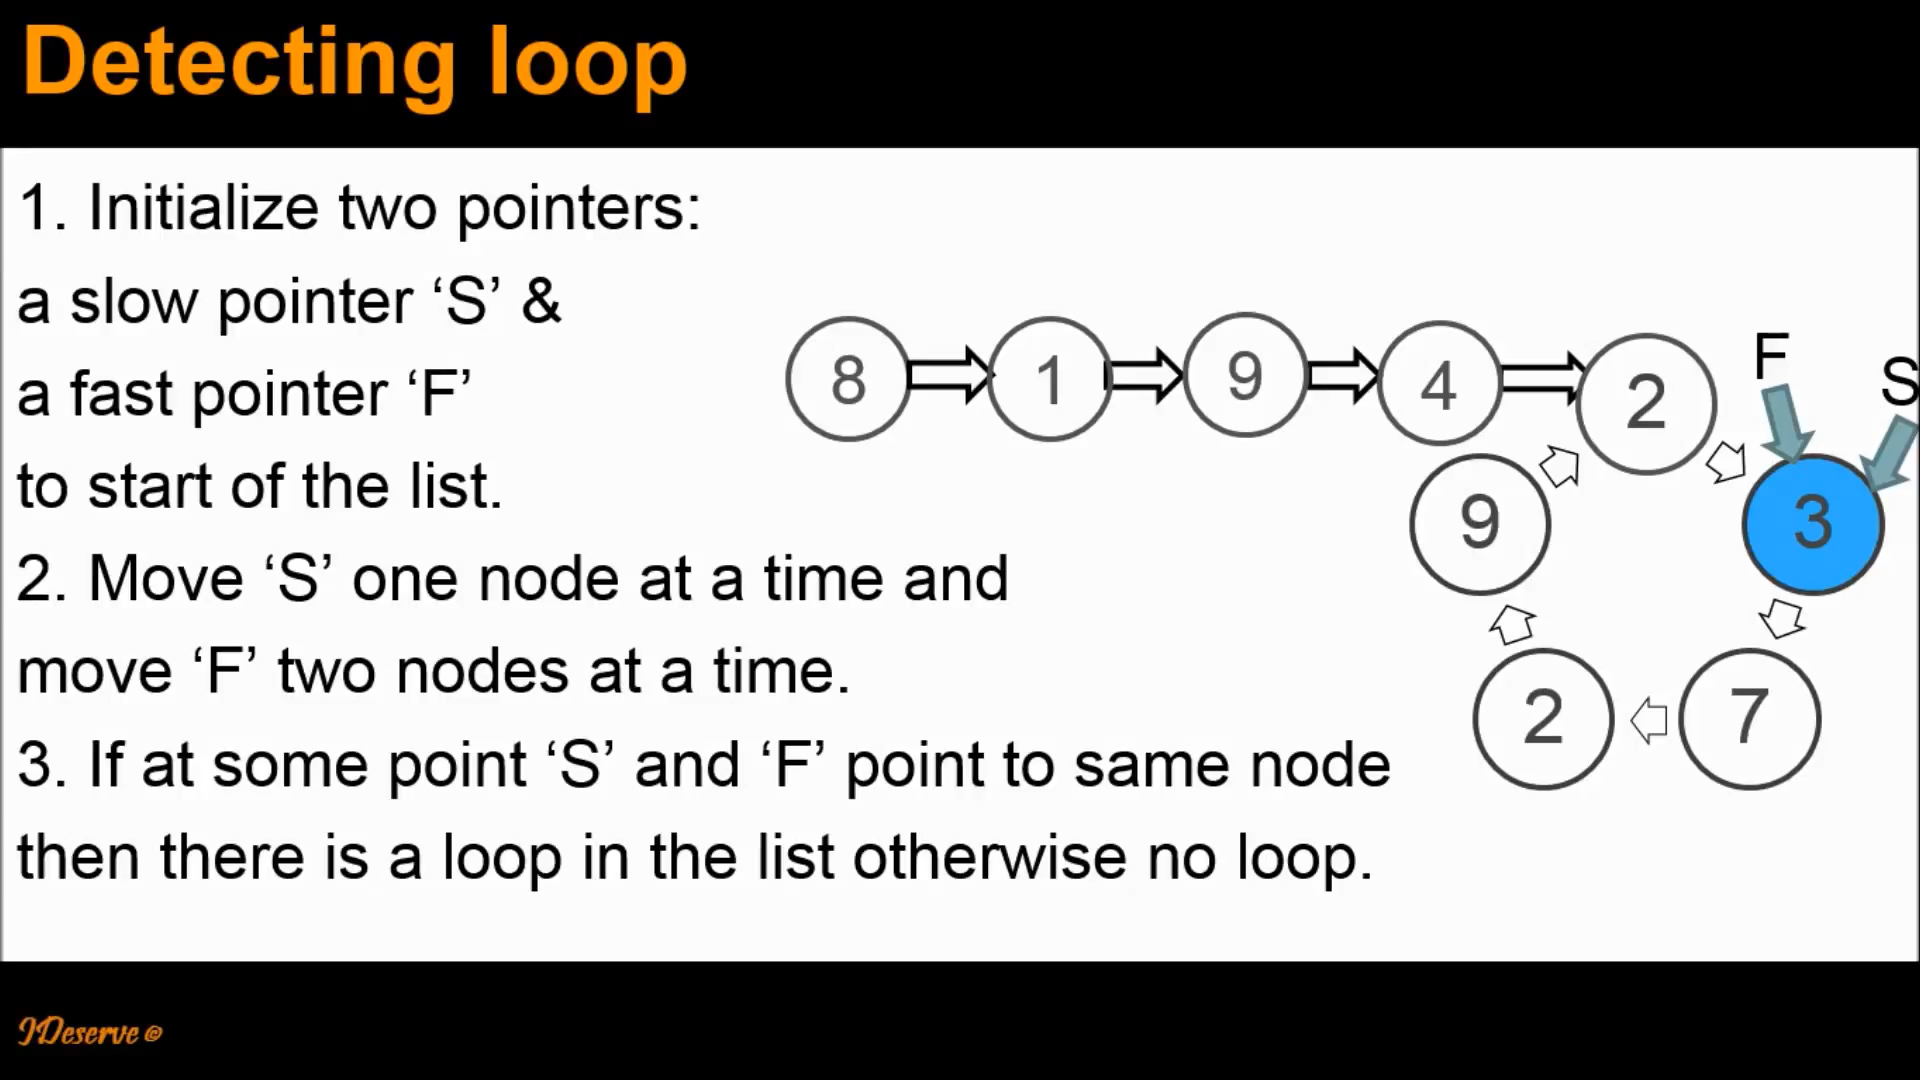 Detecting loop
1. Initialize two pointers:
a slow pointer ‘S’ &
a fast pointer ‘F’
to start of the list.
2. Move ‘S’ one node at a time and
move ‘F’ two nodes at a time.
3. If at some point ‘S’ and ‘F’ point to same node
then there is a loop in the list otherwise no loop.
F
S
8 1 9 4 2
9 3
2 7
IDeserve ©